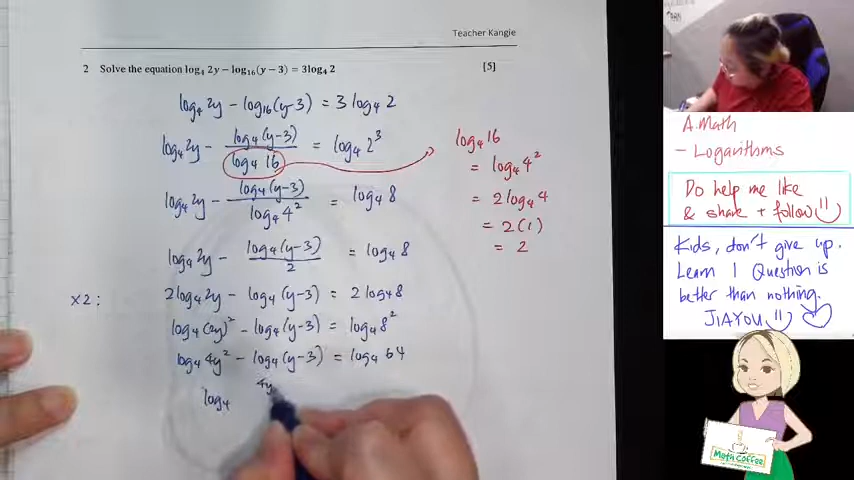 Teacher Kangie
2 Solve the equation log₄ 2y − log₁₆(y − 3) = 3log₄ 2 [5]
log₄ 2y − log₁₆(y−3) = 3 log₄ 2
log₄ 2y − log₄(y−3) / log₄ 16 = log₄ 2³
log₄ 2y − log₄(y−3) / log₄ 4² = log₄ 8
log₄ 2y − log₄(y−3) / 2 = log₄ 8
×2 : 2log₄ 2y − log₄(y−3) = 2 log₄ 8
log₄ (2y)² − log₄(y−3) = log₄ 8²
log₄ 4y² − log₄(y−3) = log₄ 64
log₄ 4y
log₄ 16
= log₄ 4²
= 2 log₄ 4
= 2(1)
= 2
A.Math
- Logarithms
Do help me like
& share + follow
Kids, don't give up.
Learn 1 Question is
better than nothing.
JIAYOU
Math Coffee